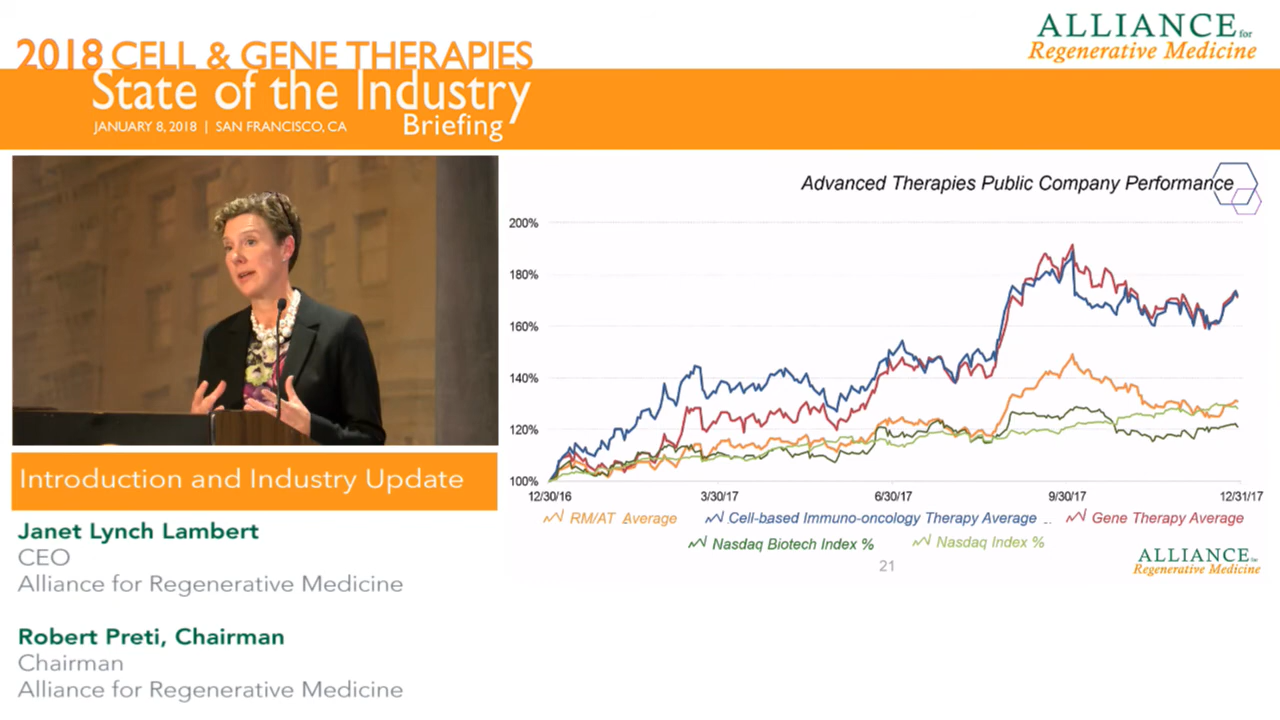 2018 CELL & GENE THERAPIES
State of the Industry
JANUARY 8, 2018 | SAN FRANCISCO, CA
Briefing
ALLIANCE for
Regenerative Medicine
Introduction and Industry Update
Janet Lynch Lambert
CEO
Alliance for Regenerative Medicine
Robert Preti, Chairman
Chairman
Alliance for Regenerative Medicine
Advanced Therapies Public Company Performance
200%
180%
160%
140%
120%
100%
12/30/16 3/30/17 6/30/17 9/30/17 12/31/17
RM/AT Average Cell-based Immuno-oncology Therapy Average .. Gene Therapy Average
Nasdaq Biotech Index % Nasdaq Index %
21
ALLIANCE for
Regenerative Medicine